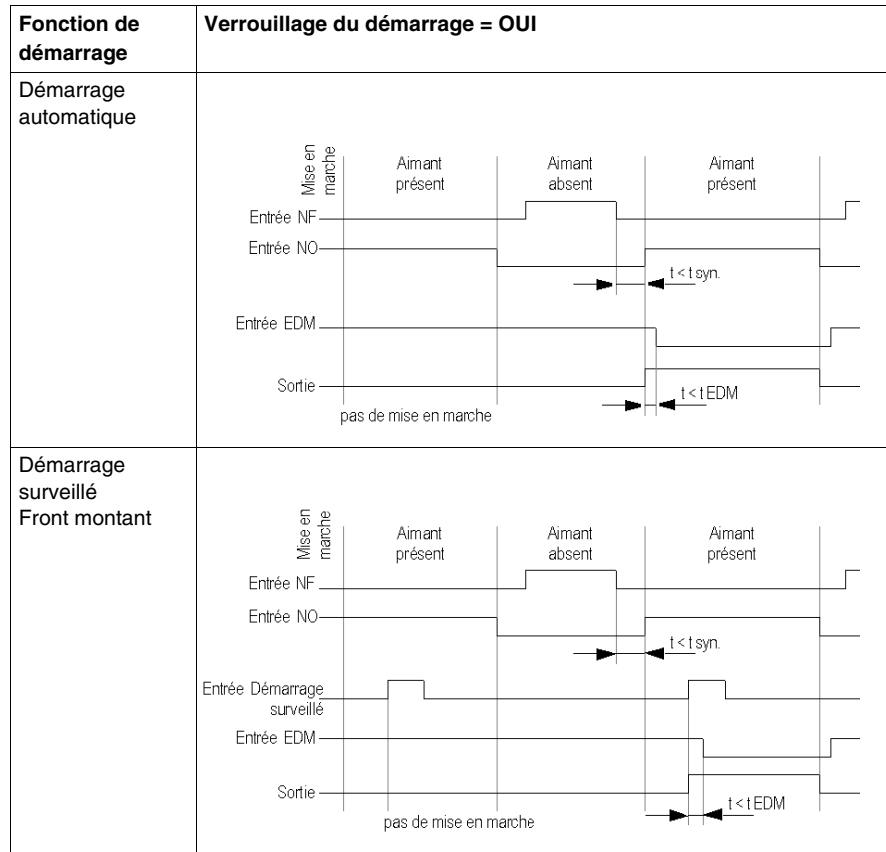 Fonction de
démarrage
Verrouillage du démarrage = OUI
Démarrage
automatique
Mise en
marche
Aimant
présent
Aimant
absent
Aimant
présent
Entrée NF
Entrée NO
t < t syn.
Entrée EDM
Sortie
t < t EDM
pas de mise en marche
Démarrage
surveillé
Front montant
Mise en
marche
Aimant
présent
Aimant
absent
Aimant
présent
Entrée NF
Entrée NO
t < t syn.
Entrée Démarrage
surveillé
Entrée EDM
Sortie
t < t EDM
pas de mise en marche